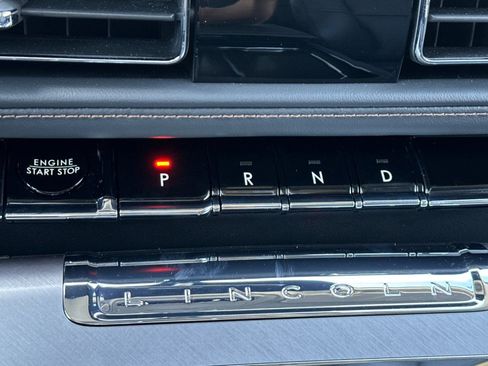 ENGINE
START STOP
P R N D
LINCOLN